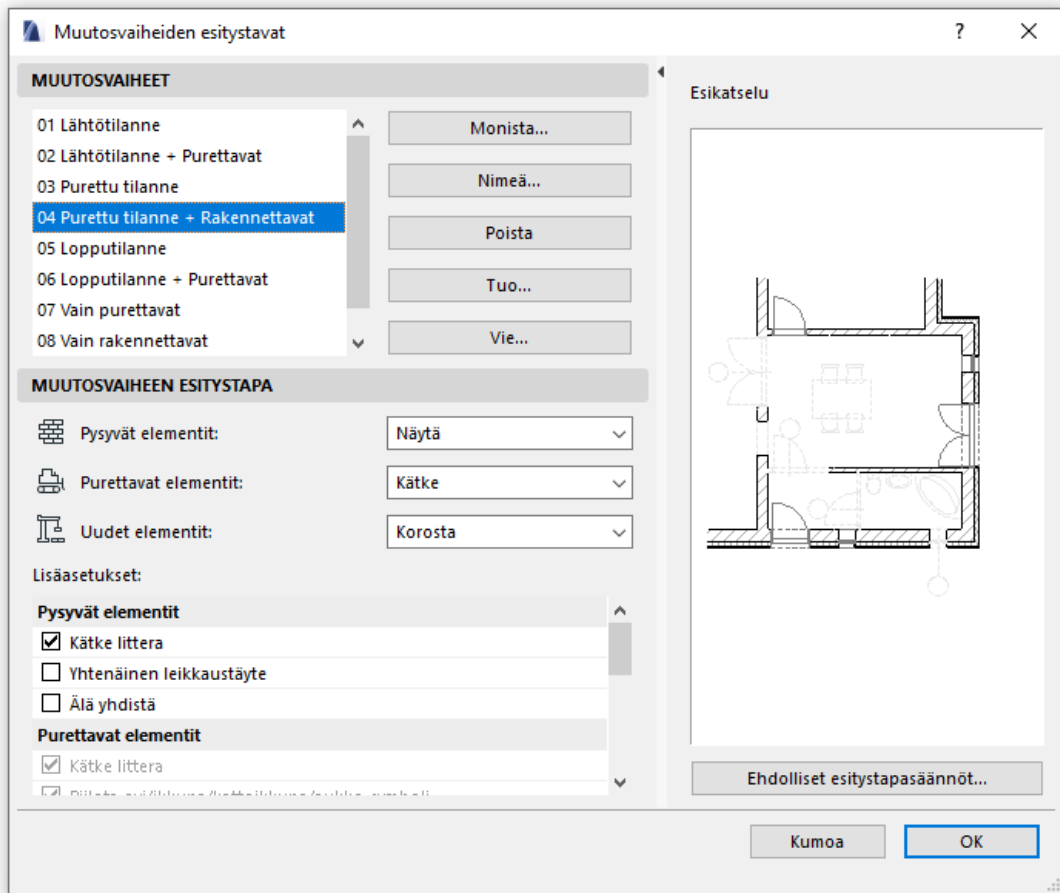 Muutosvaiheiden esitystavat
?
MUUTOSVAIHEET
01 Lähtötilanne
02 Lähtötilanne + Purettavat
03 Purettu tilanne
04 Purettu tilanne + Rakennettavat
05 Lopputilanne
06 Lopputilanne + Purettavat
07 Vain purettavat
08 Vain rakennettavat
Monista...
Nimeä...
Poista
Tuo...
Vie...
MUUTOSVAIHEEN ESITYSTAPA
Pysyvät elementit: Näytä
Purettavat elementit: Kätke
Uudet elementit: Korosta
Lisäasetukset:
Pysyvät elementit
Kätke littera
Yhtenäinen leikkaustäyte
Älä yhdistä
Purettavat elementit
Kätke littera
Esikatselu
Ehdolliset esitystapasäännöt...
Kumoa
OK